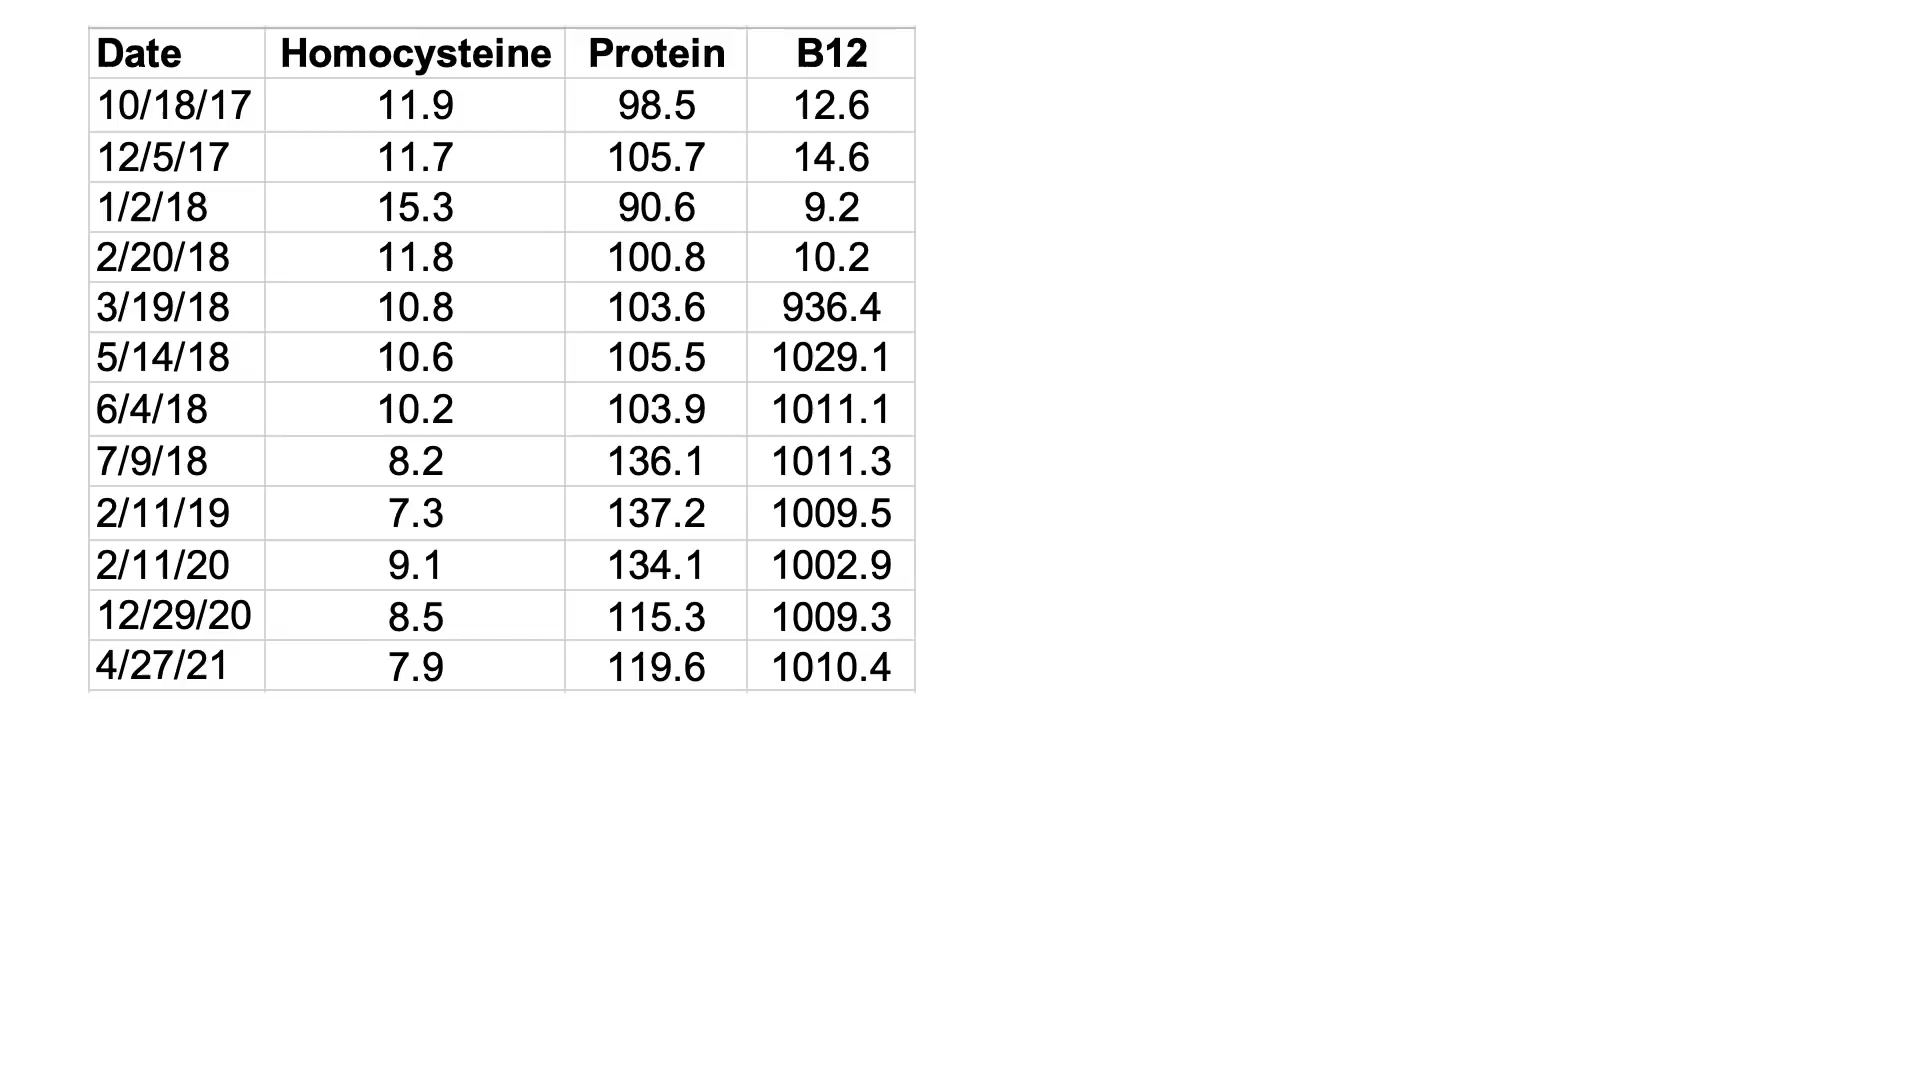 Date Homocysteine Protein B12
10/18/17 11.9 98.5 12.6
12/5/17 11.7 105.7 14.6
1/2/18 15.3 90.6 9.2
2/20/18 11.8 100.8 10.2
3/19/18 10.8 103.6 936.4
5/14/18 10.6 105.5 1029.1
6/4/18 10.2 103.9 1011.1
7/9/18 8.2 136.1 1011.3
2/11/19 7.3 137.2 1009.5
2/11/20 9.1 134.1 1002.9
12/29/20 8.5 115.3 1009.3
4/27/21 7.9 119.6 1010.4